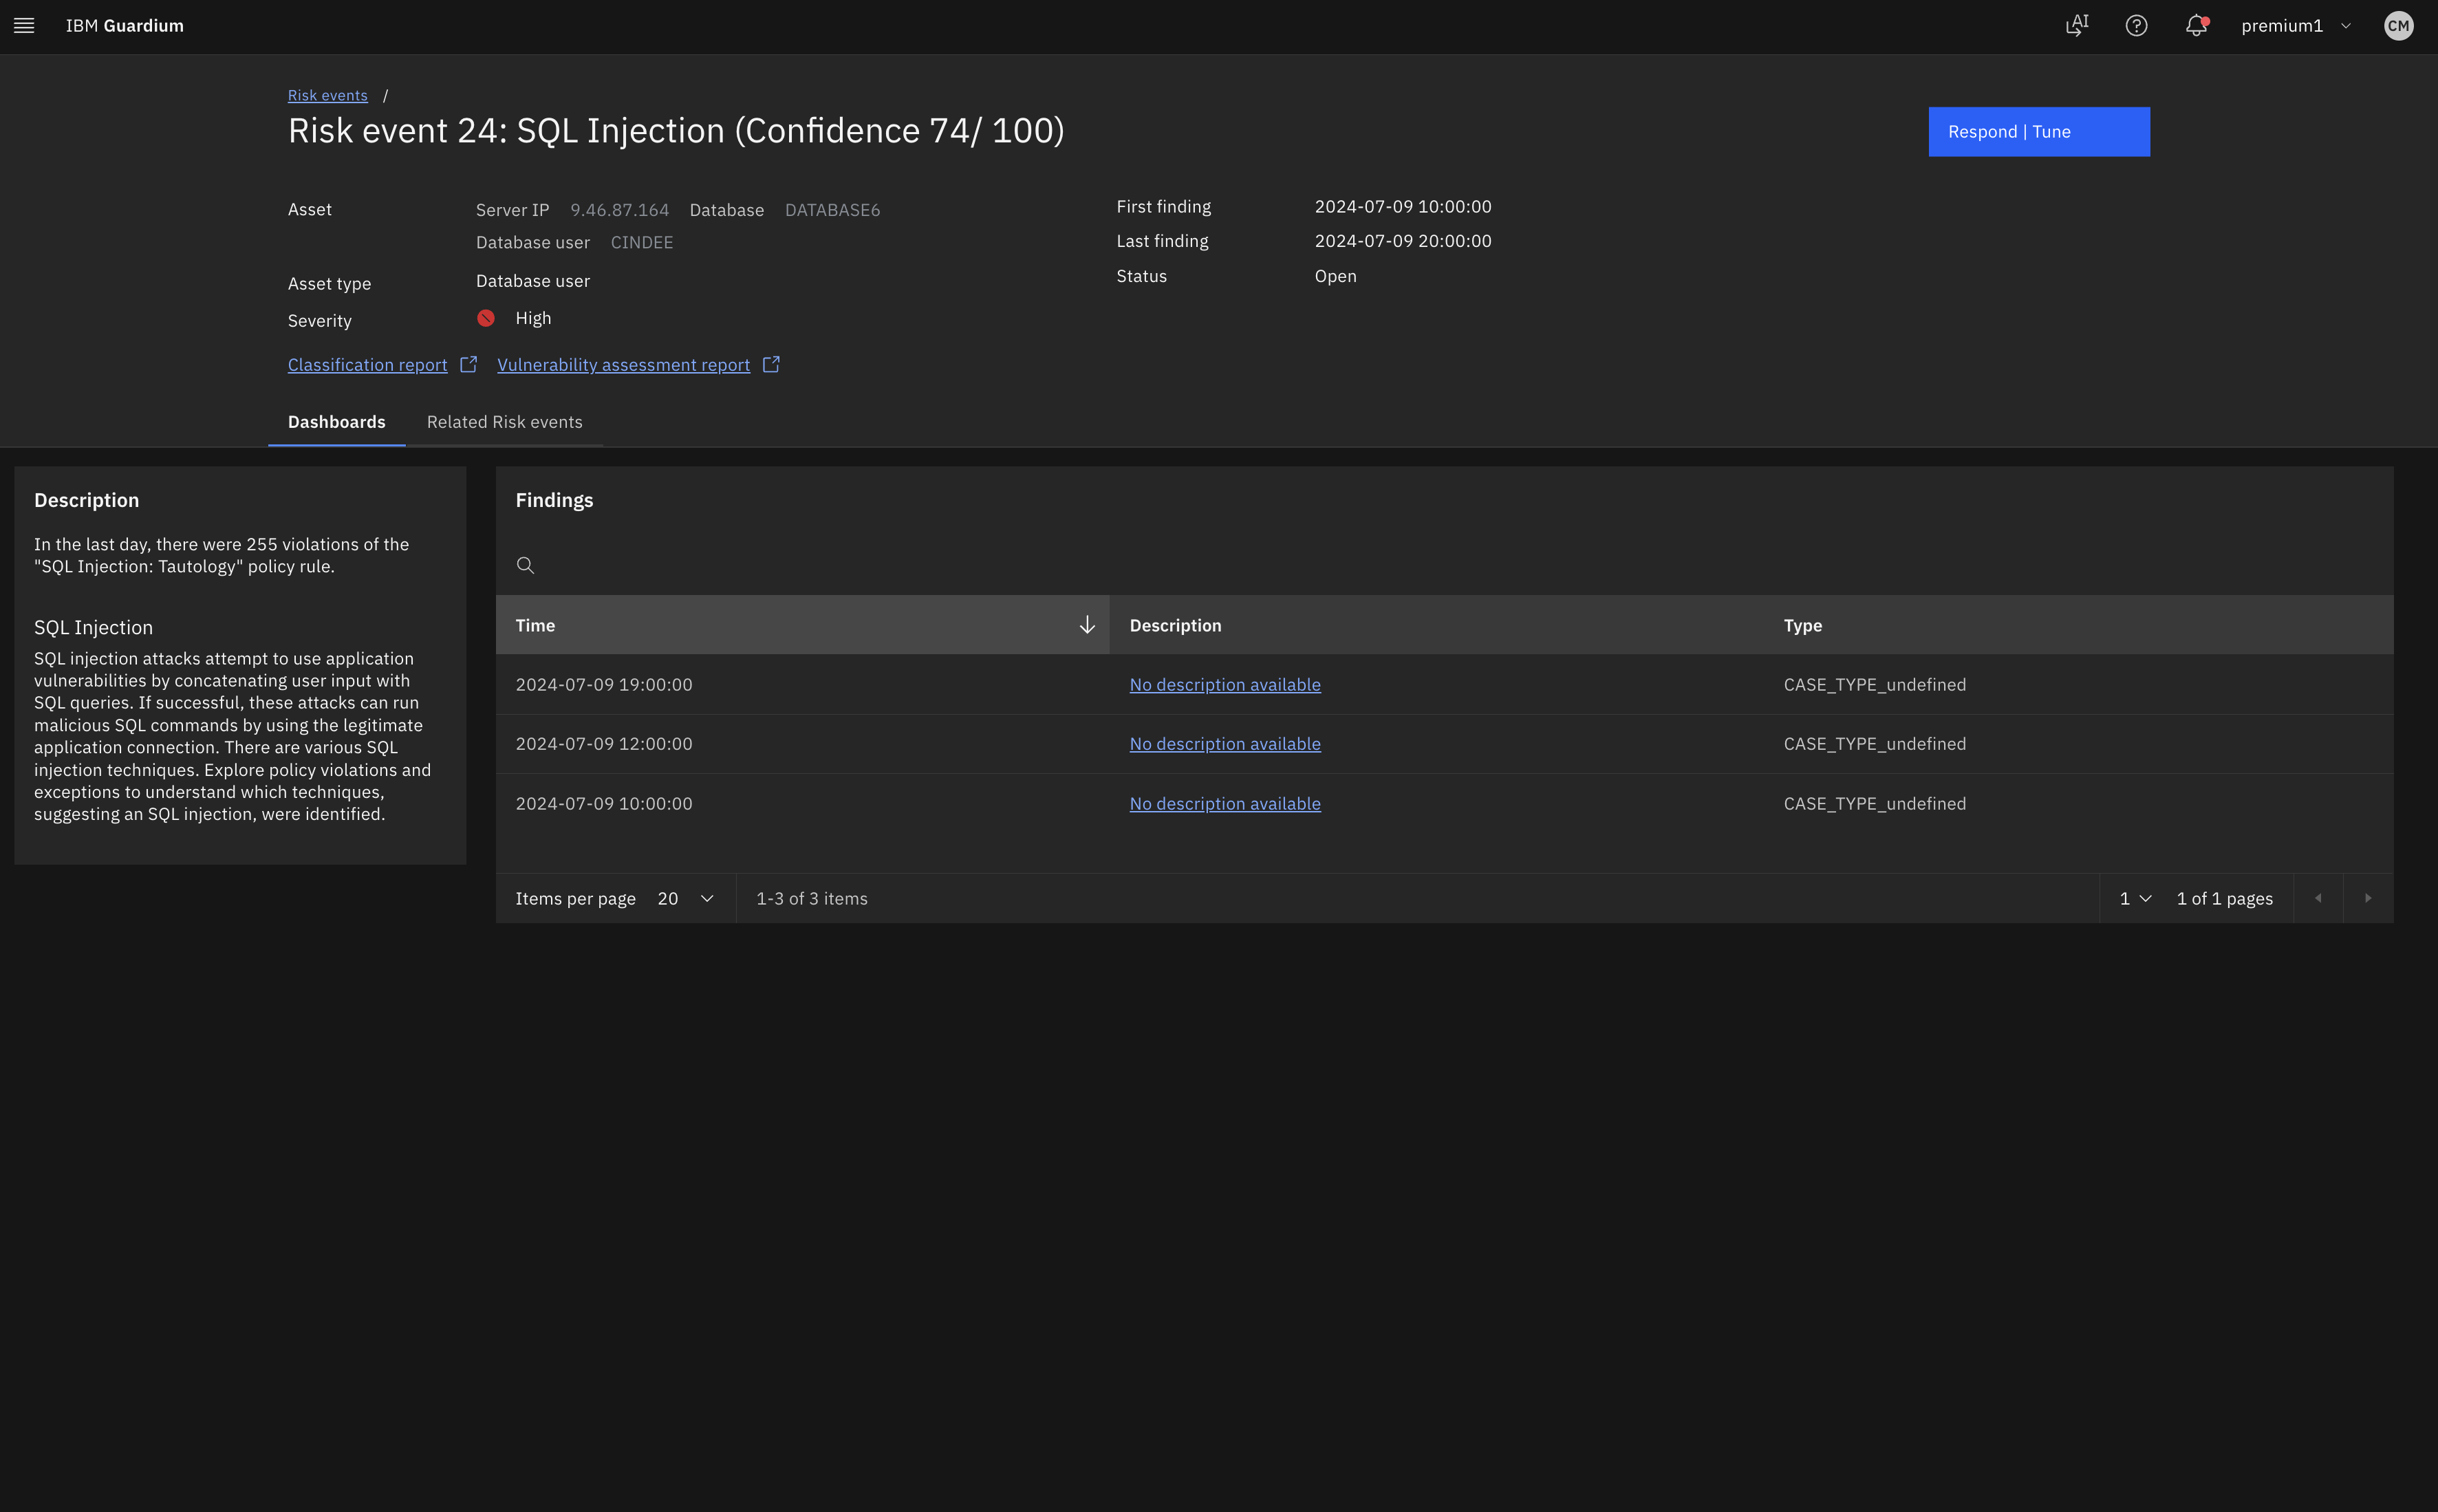 IBM Guardium
AI
premium1
CM
Risk events /
Risk event 24: SQL Injection (Confidence 74/ 100)
Respond | Tune
Asset
Server IP 9.46.87.164 Database DATABASE6
Database user CINDEE
Asset type
Database user
Severity
High
First finding 2024-07-09 10:00:00
Last finding 2024-07-09 20:00:00
Status Open
Classification report
Vulnerability assessment report
Dashboards
Related Risk events
Description
In the last day, there were 255 violations of the
"SQL Injection: Tautology" policy rule.
SQL Injection
SQL injection attacks attempt to use application
vulnerabilities by concatenating user input with
SQL queries. If successful, these attacks can run
malicious SQL commands by using the legitimate
application connection. There are various SQL
injection techniques. Explore policy violations and
exceptions to understand which techniques,
suggesting an SQL injection, were identified.
Findings
Time Description Type
2024-07-09 19:00:00 No description available CASE_TYPE_undefined
2024-07-09 12:00:00 No description available CASE_TYPE_undefined
2024-07-09 10:00:00 No description available CASE_TYPE_undefined
Items per page 20 1-3 of 3 items 1 1 of 1 pages